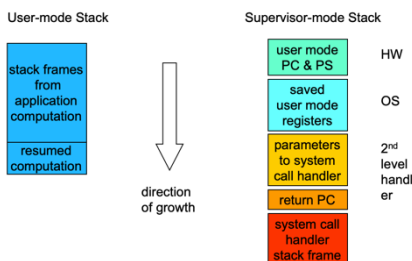 User-mode Stack
stack frames
from
application
computation
resumed
computation
direction
of growth
Supervisor-mode Stack
user mode
PC & PS
HW
saved
user mode
registers
OS
parameters
to system
call handler
2nd
level
handl
er
return PC
system call
handler
stack frame